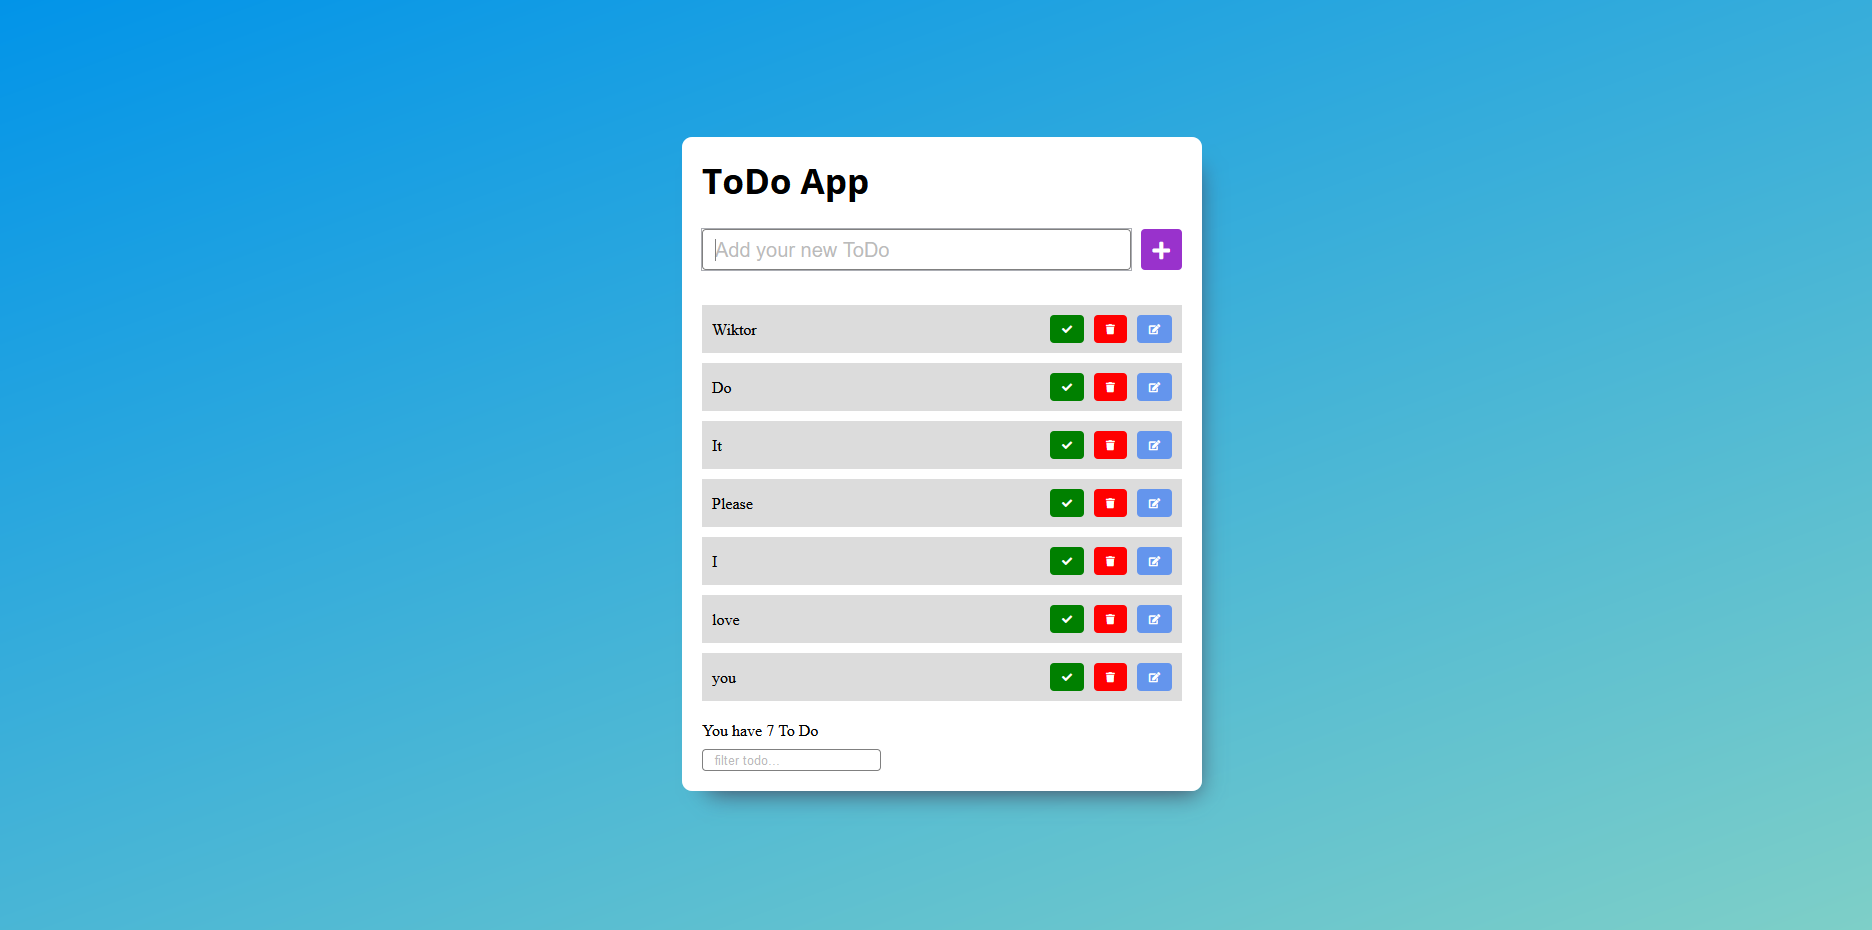 ToDo App
Add your new ToDo
Wiktor
Do
It
Please
I
love
you
You have 7 To Do
filter todo...